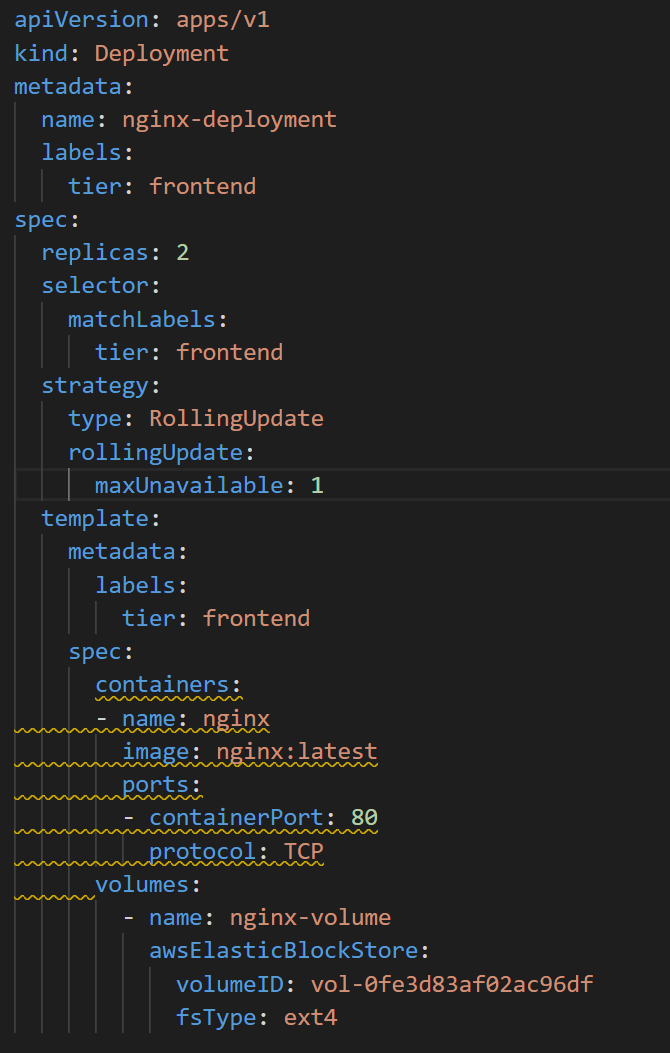 apiVersion: apps/v1
kind: Deployment
metadata:
  name: nginx-deployment
  labels:
    tier: frontend
spec:
  replicas: 2
  selector:
    matchLabels:
      tier: frontend
  strategy:
    type: RollingUpdate
    rollingUpdate:
      maxUnavailable: 1
  template:
    metadata:
      labels:
        tier: frontend
    spec:
      containers:
      - name: nginx
        image: nginx:latest
        ports:
        - containerPort: 80
          protocol: TCP
      volumes:
        - name: nginx-volume
          awsElasticBlockStore:
            volumeID: vol-0fe3d83af02ac96df
            fsType: ext4